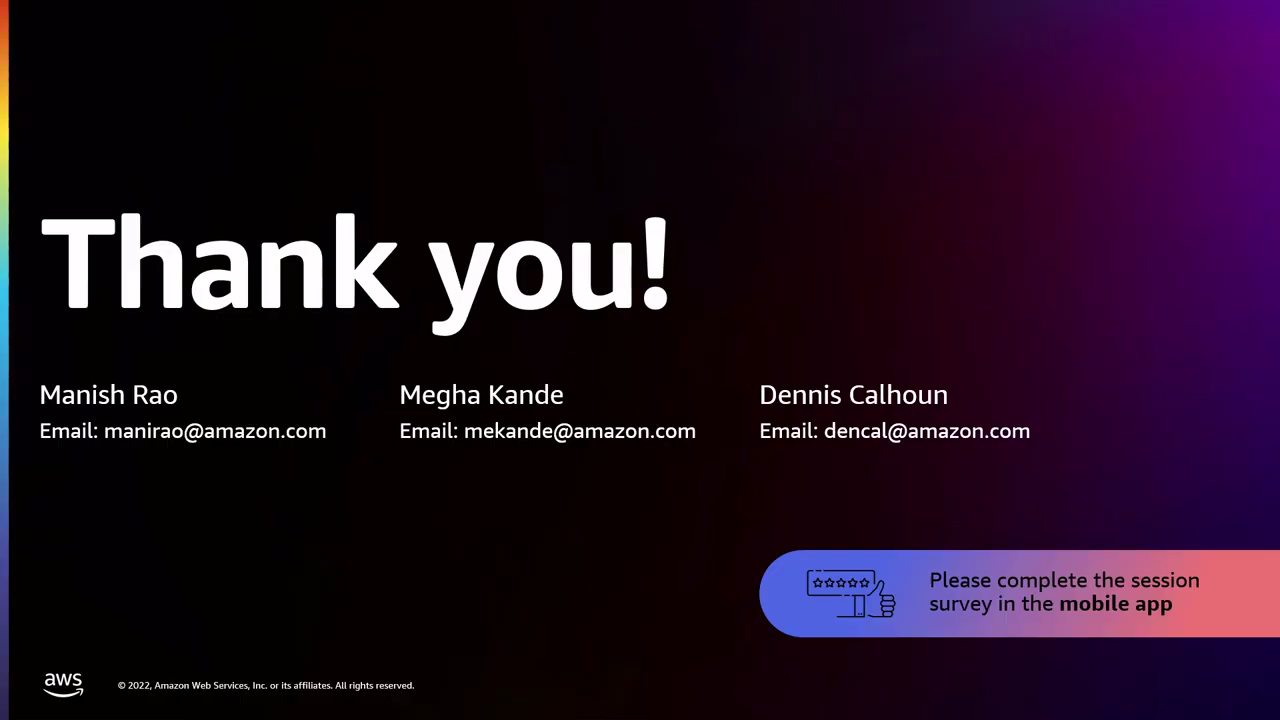 Thank you!
Manish Rao
Email: manirao@amazon.com
Megha Kande
Email: mekande@amazon.com
Dennis Calhoun
Email: dencal@amazon.com
Please complete the session
survey in the mobile app
aws
© 2022, Amazon Web Services, Inc. or its affiliates. All rights reserved.